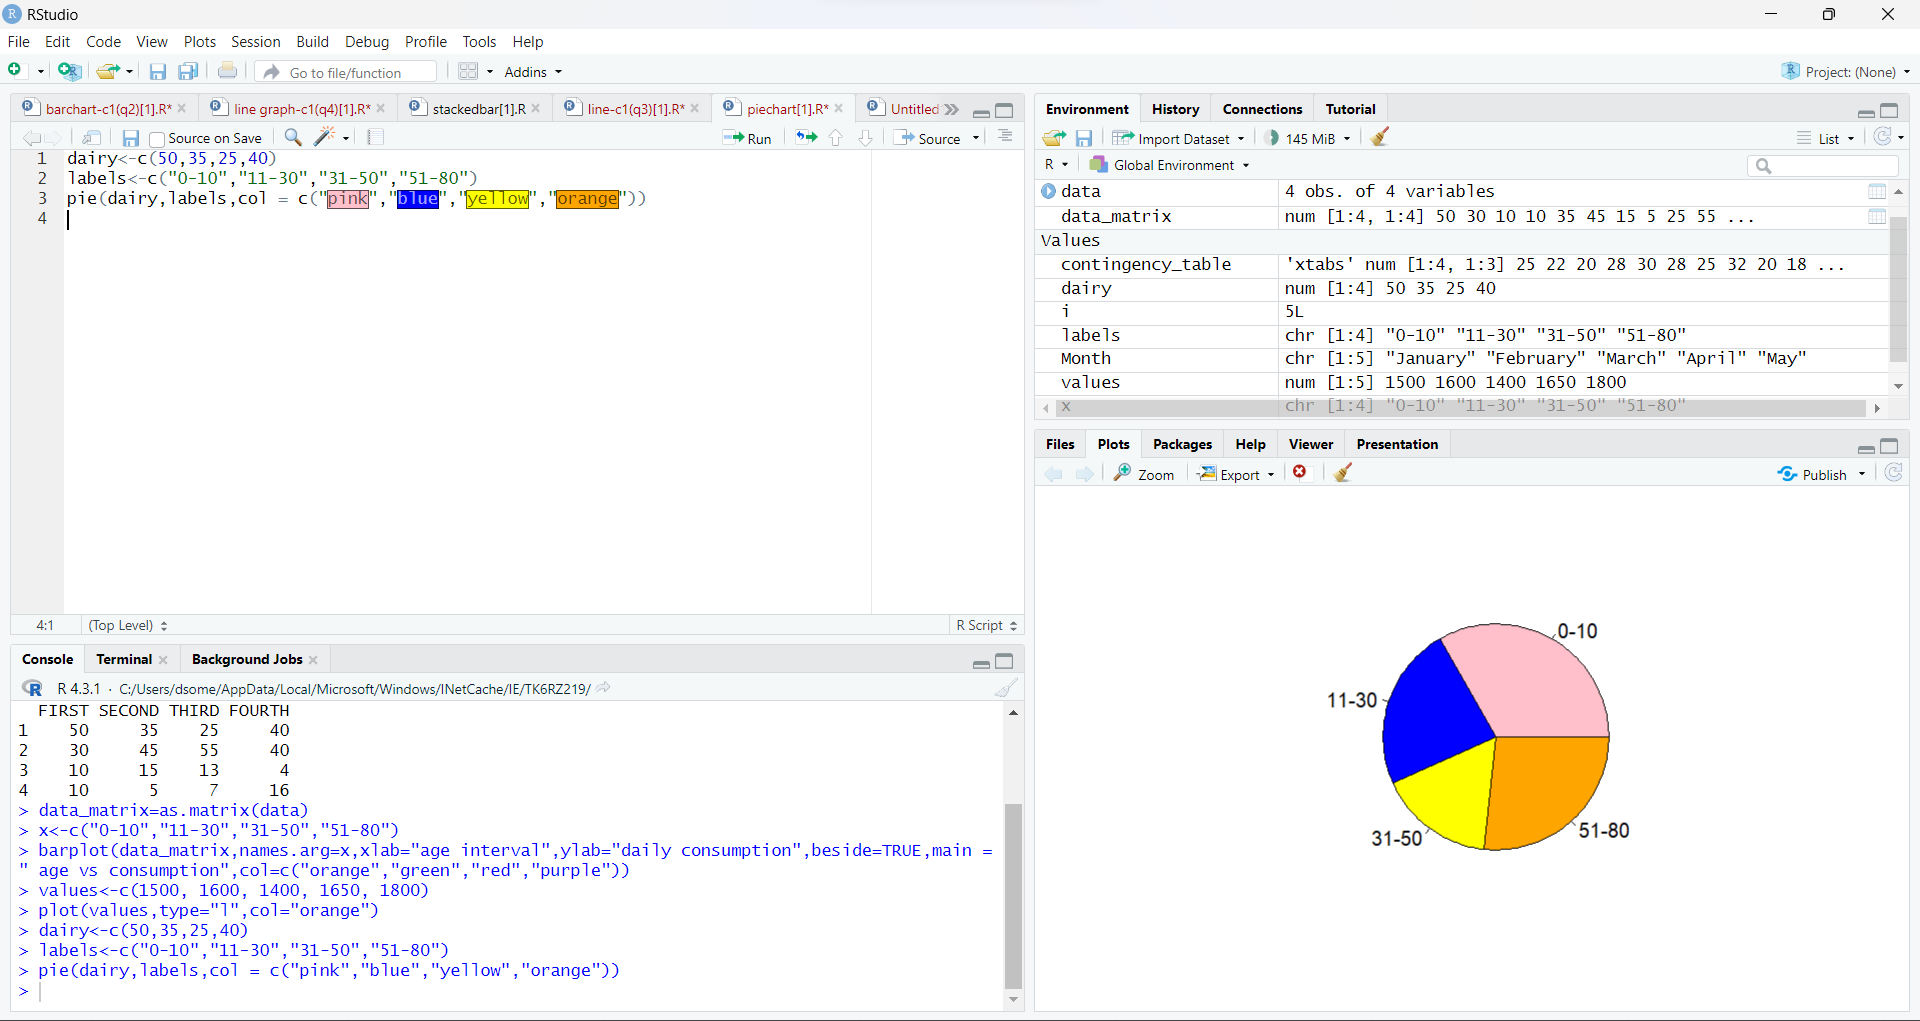 RStudio
File Edit Code View Plots Session Build Debug Profile Tools Help
Go to file/function Addins Project: (None)
barchart-c1(q2)[1].R* line graph-c1(q4)[1].R* stackedbar[1].R line-c1(q3)[1].R* piechart[1].R* Untitled
Source on Save Run Source
1 dairy<-c(50,35,25,40)
2 labels<-c("0-10","11-30","31-50","51-80")
3 pie(dairy,labels,col = c("pink","blue","yellow","orange"))
4
4:1 (Top Level) R Script
Console Terminal Background Jobs
R 4.3.1 · C:/Users/dsome/AppData/Local/Microsoft/Windows/INetCache/IE/TK6RZ219/
FIRST SECOND THIRD FOURTH
1 50 35 25 40
2 30 45 55 40
3 10 15 13 4
4 10 5 7 16
> data_matrix=as.matrix(data)
> x<-c("0-10","11-30","31-50","51-80")
> barplot(data_matrix,names.arg=x,xlab="age interval",ylab="daily consumption",beside=TRUE,main =
" age vs consumption",col=c("orange","green","red","purple"))
> values<-c(1500, 1600, 1400, 1650, 1800)
> plot(values,type="l",col="orange")
> dairy<-c(50,35,25,40)
> labels<-c("0-10","11-30","31-50","51-80")
> pie(dairy,labels,col = c("pink","blue","yellow","orange"))
>
Environment History Connections Tutorial
Import Dataset 145 MiB List
R Global Environment
data 4 obs. of 4 variables
data_matrix num [1:4, 1:4] 50 30 10 10 35 45 15 5 25 55 ...
Values
contingency_table 'xtabs' num [1:4, 1:3] 25 22 20 28 30 28 25 32 20 18 ...
dairy num [1:4] 50 35 25 40
i 5L
labels chr [1:4] "0-10" "11-30" "31-50" "51-80"
Month chr [1:5] "January" "February" "March" "April" "May"
values num [1:5] 1500 1600 1400 1650 1800
x chr [1:4] "0-10" "11-30" "31-50" "51-80"
Files Plots Packages Help Viewer Presentation
Zoom Export Publish
0-10
11-30
31-50
51-80